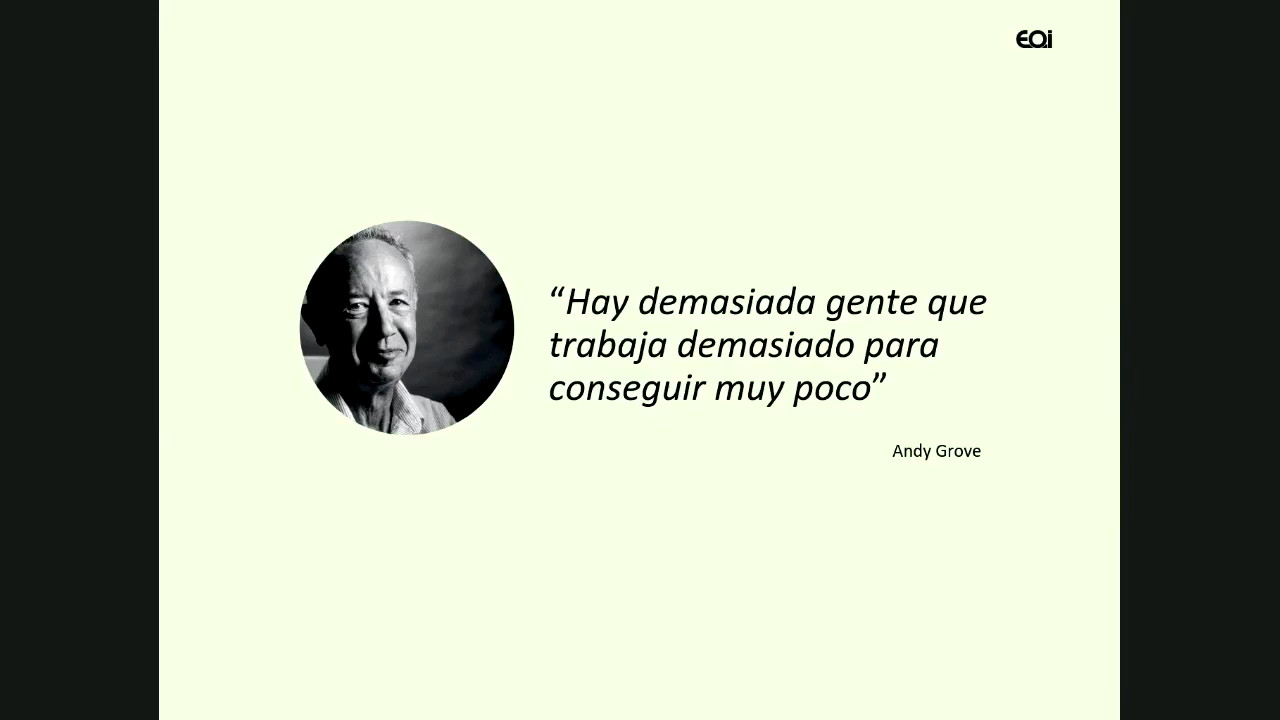 EOi
“Hay demasiada gente que
trabaja demasiado para
conseguir muy poco”
Andy Grove